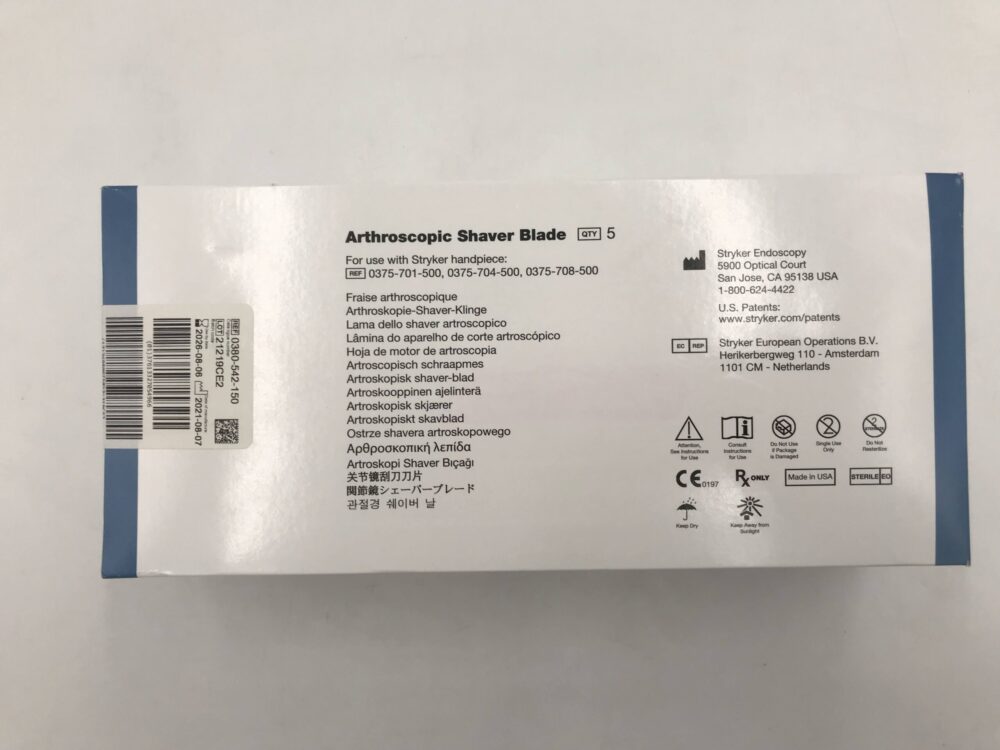 Arthroscopic Shaver Blade QTY 5
For use with Stryker handpiece:
REF 0375-701-500, 0375-704-500, 0375-708-500
Fraise arthroscopique
Arthroskopie-Shaver-Klinge
Lama dello shaver artroscopico
Lâmina do aparelho de corte artroscópico
Hoja de motor de artroscopia
Artroscopisch schraapmes
Artroskopisk shaver-blad
Artroskooppinen ajelinterä
Artroskopisk skjærer
Artroskopiskt skavblad
Ostrze shavera artroskopowego
Αρθροσκοπική λεπίδα
Artroskopi Shaver Bıçağı
关节镜刮刀刀片
関節鏡シェーバーブレード
관절경 쉐이버 날
Stryker Endoscopy
5900 Optical Court
San Jose, CA 95138 USA
1-800-624-4422
U.S. Patents:
www.stryker.com/patents
EC REP Stryker European Operations B.V.
Herikerbergweg 110 - Amsterdam
1101 CM - Netherlands
Attention,
See Instructions
for Use
Consult
Instructions
for Use
Do Not Use
if Package
is Damaged
Single Use
Only
Do Not
Resterilize
CE 0197
Rx ONLY
Made in USA
STERILE EO
Keep Dry
Keep Away from
Sunlight
REF 0380-542-150
LOT 21219CE2
2026-08-06
2021-08-07